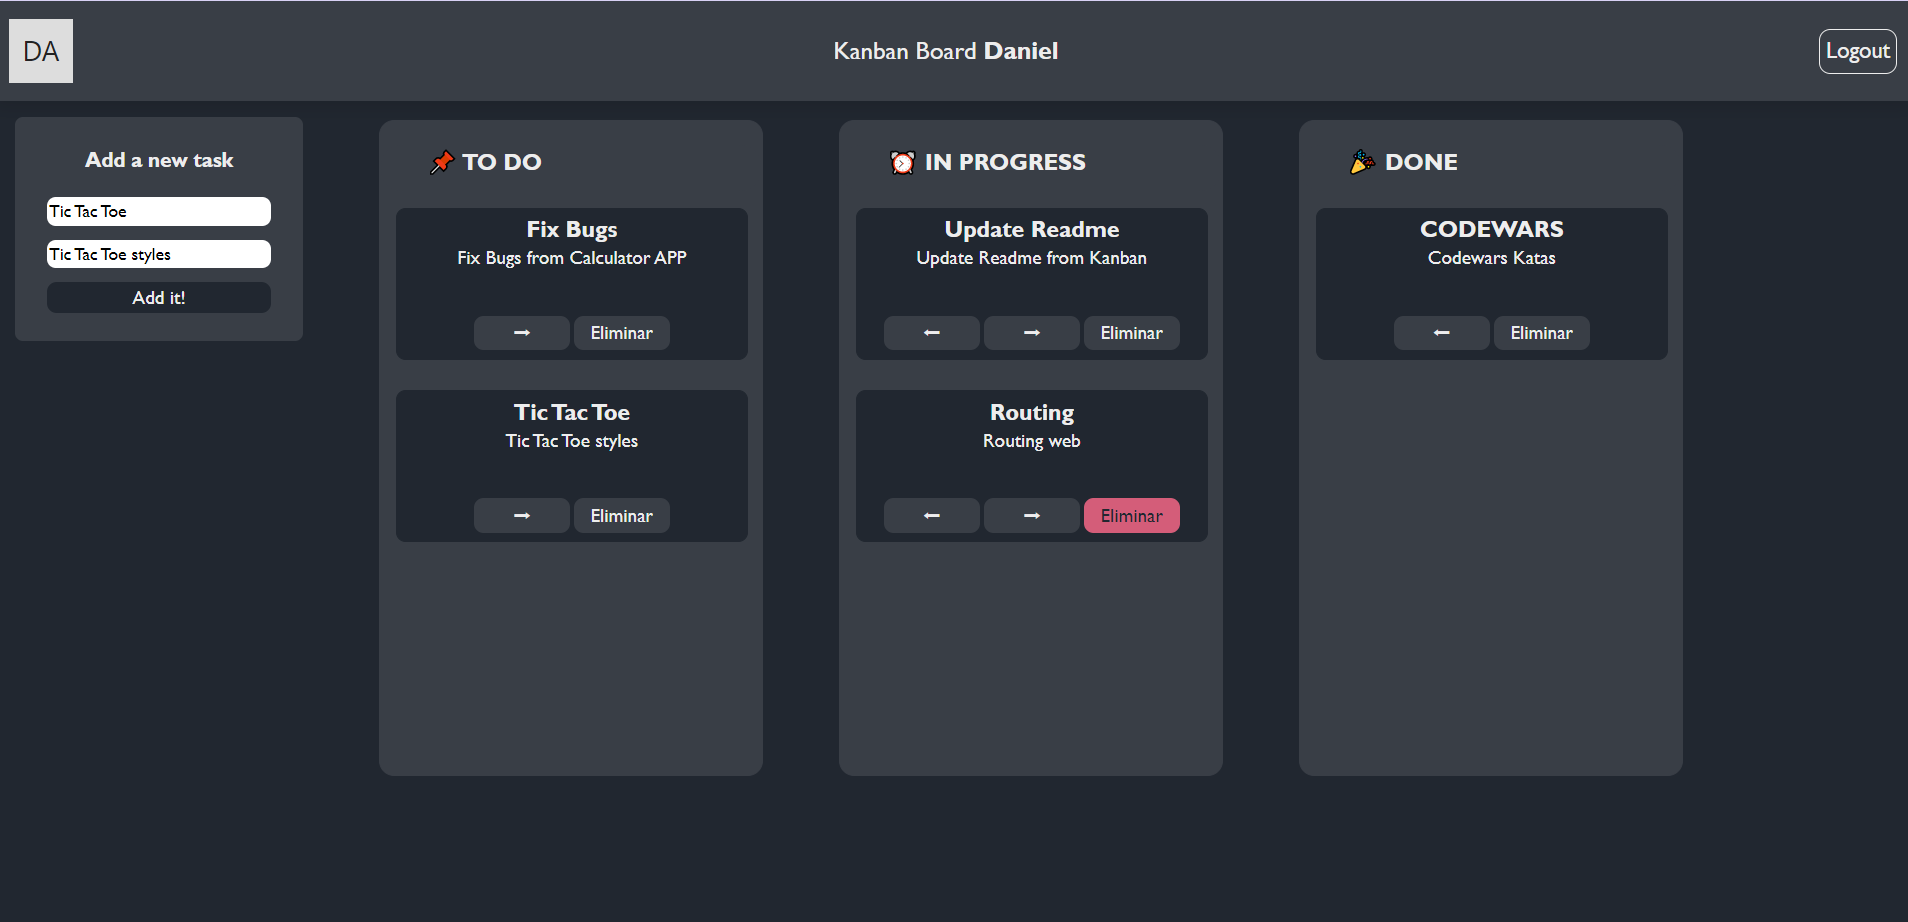 DA
Kanban Board Daniel
Logout
Add a new task
Tic Tac Toe
Tic Tac Toe styles
Add it!
📌 TO DO
Fix Bugs
Fix Bugs from Calculator APP
→ Eliminar
Tic Tac Toe
Tic Tac Toe styles
→ Eliminar
⏰ IN PROGRESS
Update Readme
Update Readme from Kanban
← → Eliminar
Routing
Routing web
← → Eliminar
🎉 DONE
CODEWARS
Codewars Katas
← Eliminar